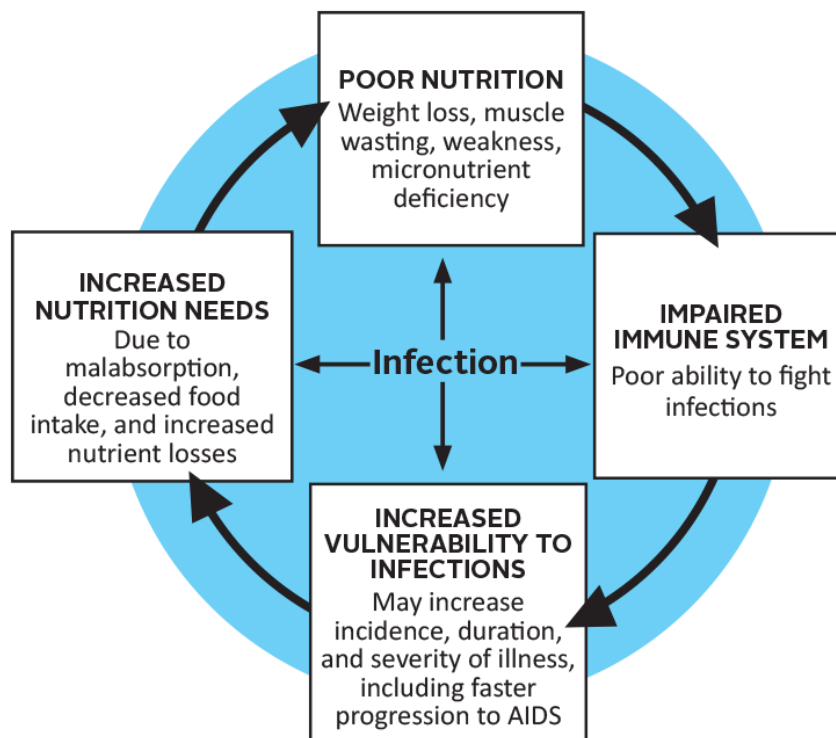 POOR NUTRITION
Weight loss, muscle
wasting, weakness,
micronutrient
deficiency
INCREASED
NUTRITION NEEDS
Due to
malabsorption,
decreased food
intake, and increased
nutrient losses
Infection
IMPAIRED
IMMUNE SYSTEM
Poor ability to fight
infections
INCREASED
VULNERABILITY TO
INFECTIONS
May increase
incidence, duration,
and severity of illness,
including faster
progression to AIDS